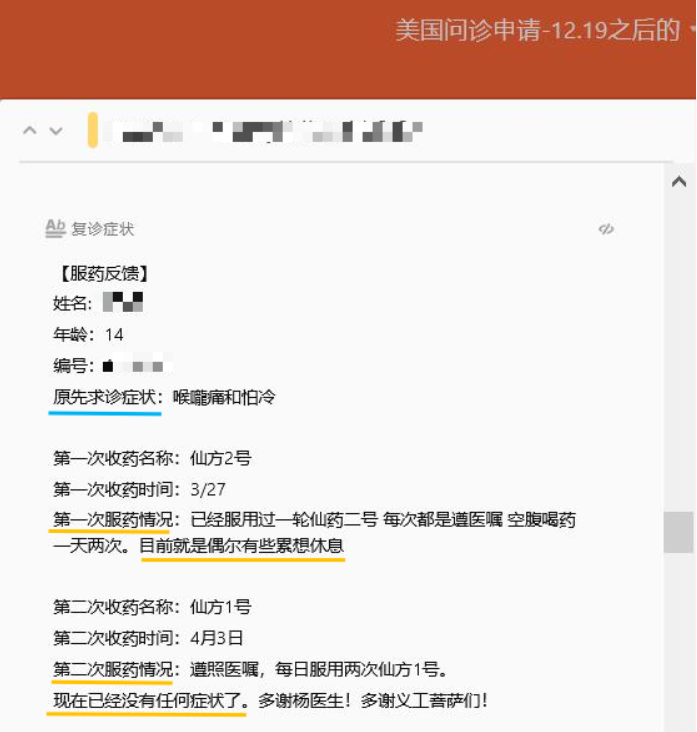 美国问诊申请-12.19之后的
Ab 复诊症状
【服药反馈】
姓名:
年龄: 14
编号:
原先求诊症状: 喉咙痛和怕冷
第一次收药名称: 仙方2号
第一次收药时间: 3/27
第一次服药情况: 已经服用过一轮仙药二号 每次都是遵医嘱 空腹喝药
一天两次。目前就是偶尔有些累想休息
第二次收药名称: 仙方1号
第二次收药时间: 4月3日
第二次服药情况: 遵照医嘱, 每日服用两次仙方1号。
现在已经没有任何症状了。多谢杨医生! 多谢义工菩萨们!